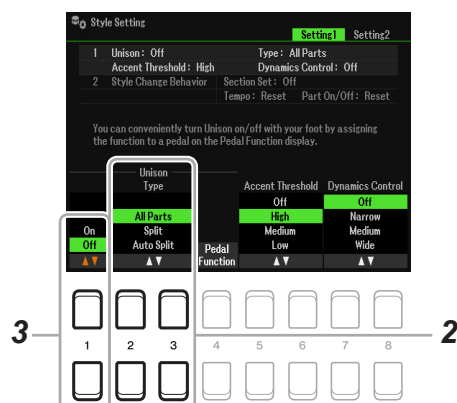 Style Setting
Setting1 Setting2
1 Unison : Off Type : All Parts
Accent Threshold : High Dynamics Control : Off
2 Style Change Behavior Section Set : Off
Tempo : Reset Part On/Off : Reset
You can conveniently turn Unison on/off with your foot by assigning
the function to a pedal on the Pedal Function display.
Unison
Type Accent Threshold Dynamics Control
Off Off
All Parts High Narrow
On Split Medium Medium
Off Auto Split Low Wide
Pedal
Function
3 2
1 2 3 4 5 6 7 8